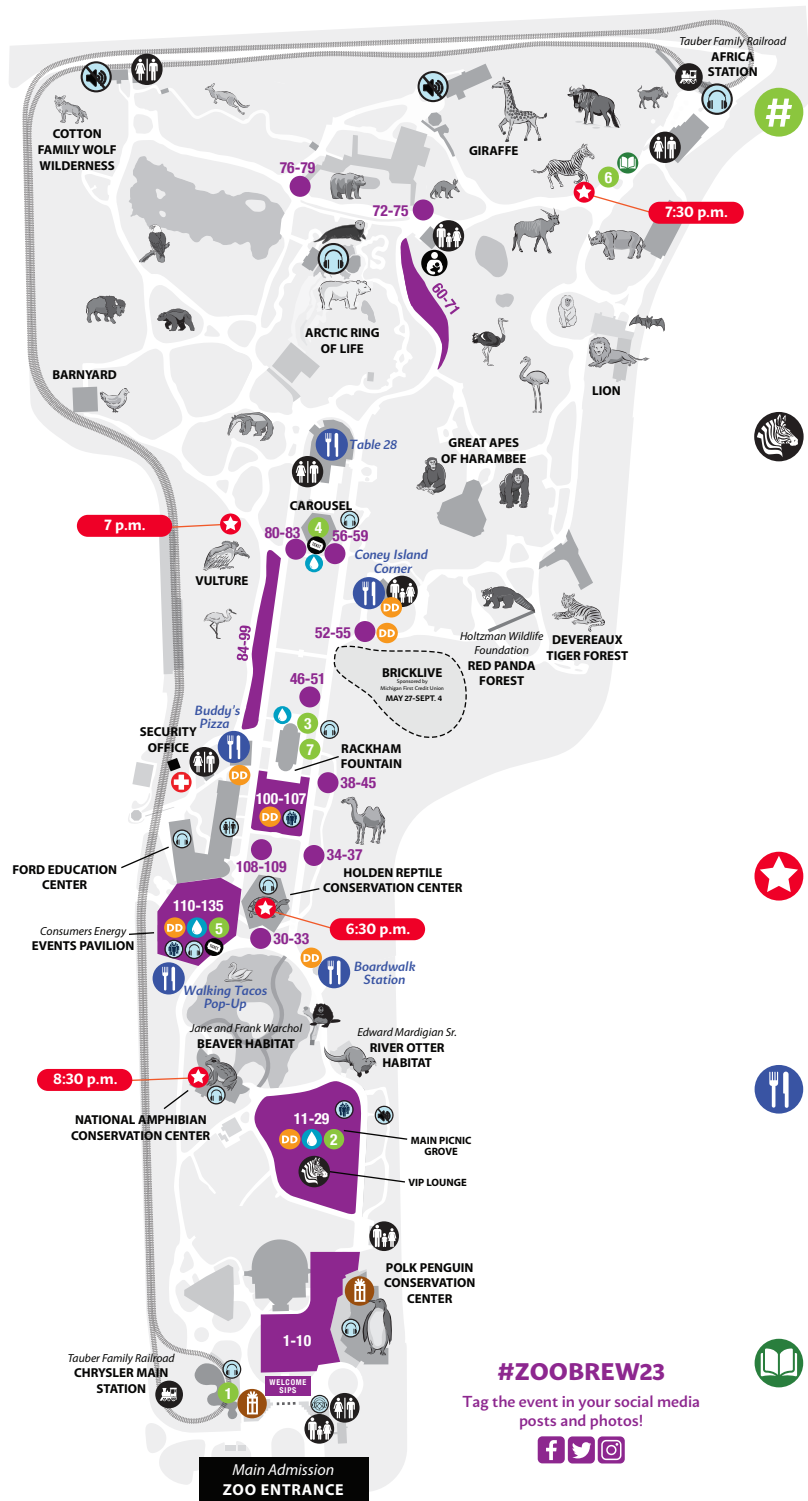 Tauber Family Railroad
AFRICA
STATION
#
COTTON
FAMILY WOLF
WILDERNESS
GIRAFFE
76-79
6
72-75
7:30 p.m.
60-71
ARCTIC RING
OF LIFE
BARNYARD
LION
Table 28
GREAT APES
OF HARAMBEE
CAROUSEL
7 p.m.
4
80-83
56-59
Coney Island
Corner
VULTURE
DD
84-99
52-55
DD
Holtzman Wildlife
Foundation
RED PANDA
FOREST
DEVEREAUX
TIGER FOREST
BRICKLIVE
Sponsored by
Michigan First Credit Union
MAY 27-SEPT. 4
46-51
Buddy's
Pizza
3
SECURITY
OFFICE
7
RACKHAM
FOUNTAIN
DD
38-45
100-107
DD
34-37
108-109
FORD EDUCATION
CENTER
HOLDEN REPTILE
CONSERVATION CENTER
110-135
DD
5
Consumers Energy
EVENTS PAVILION
6:30 p.m.
30-33
DD
Boardwalk
Station
Walking Tacos
Pop-Up
Jane and Frank Warchol
BEAVER HABITAT
Edward Mardigian Sr.
RIVER OTTER
HABITAT
8:30 p.m.
NATIONAL AMPHIBIAN
CONSERVATION CENTER
11-29
DD
2
MAIN PICNIC
GROVE
VIP LOUNGE
POLK PENGUIN
CONSERVATION
CENTER
1-10
Tauber Family Railroad
CHRYSLER MAIN
STATION
1
WELCOME
SIPS
#ZOOBREW23
Tag the event in your social media
posts and photos!
Main Admission
ZOO ENTRANCE